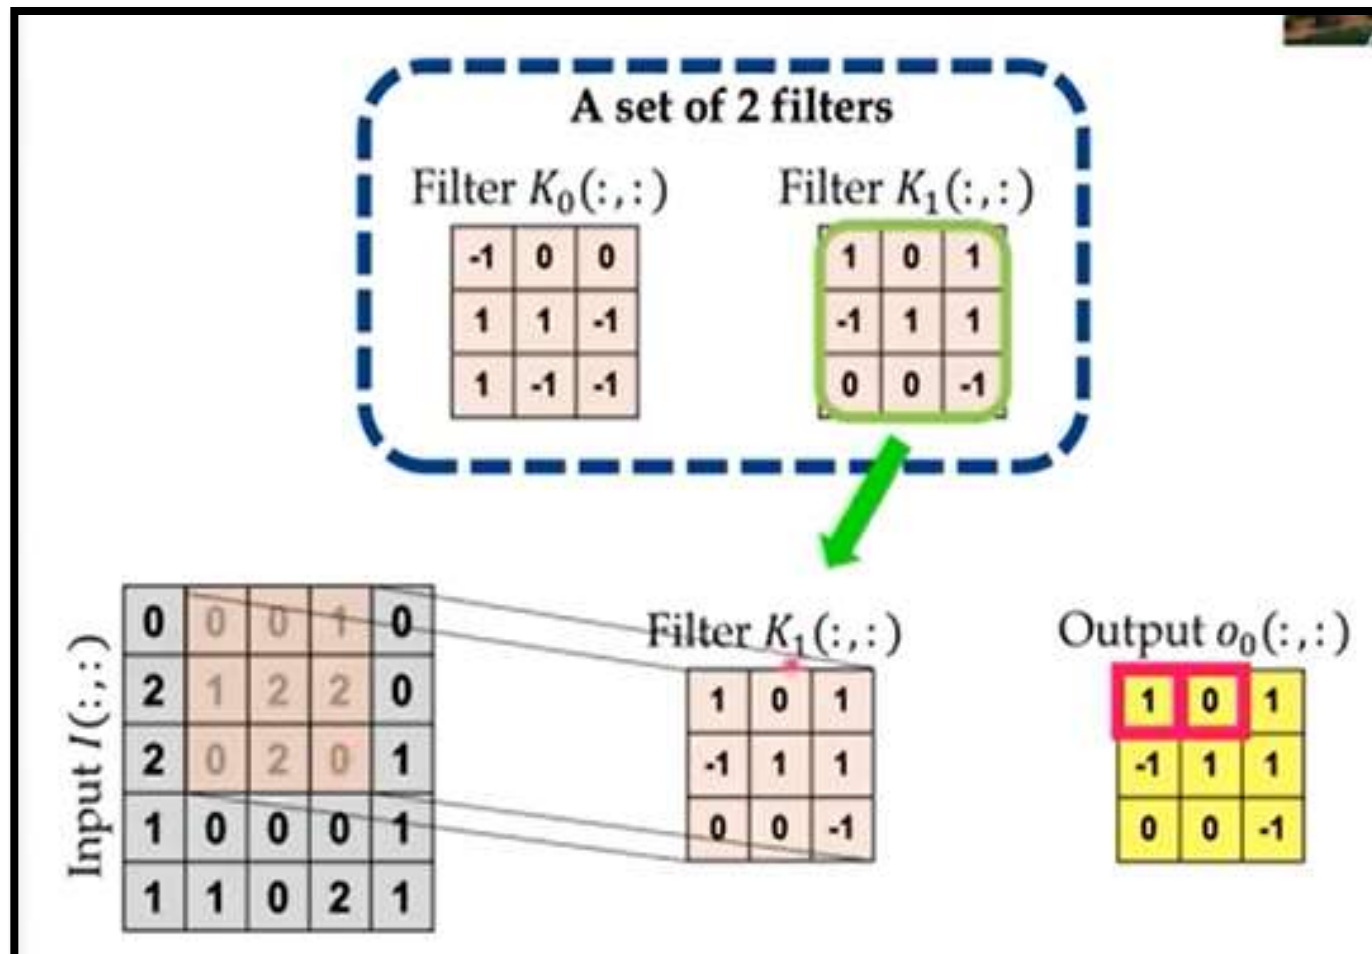 A set of 2 filters
Filter K₀(:,:)
Filter K₁(:,:)
-1 0 0
1 1 -1
1 -1 -1
1 0 1
-1 1 1
0 0 -1
Input I(:,:)
0 0 0 1 0
2 1 2 2 0
2 0 2 0 1
1 0 0 0 1
1 1 0 2 1
Filter K₁(:,:)
1 0 1
-1 1 1
0 0 -1
Output o₀(:,:)
1 0 1
-1 1 1
0 0 -1